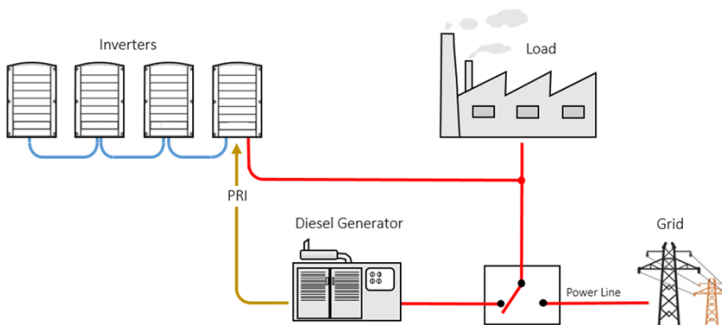 Inverters
Load
PRI
Diesel Generator
Grid
Power Line